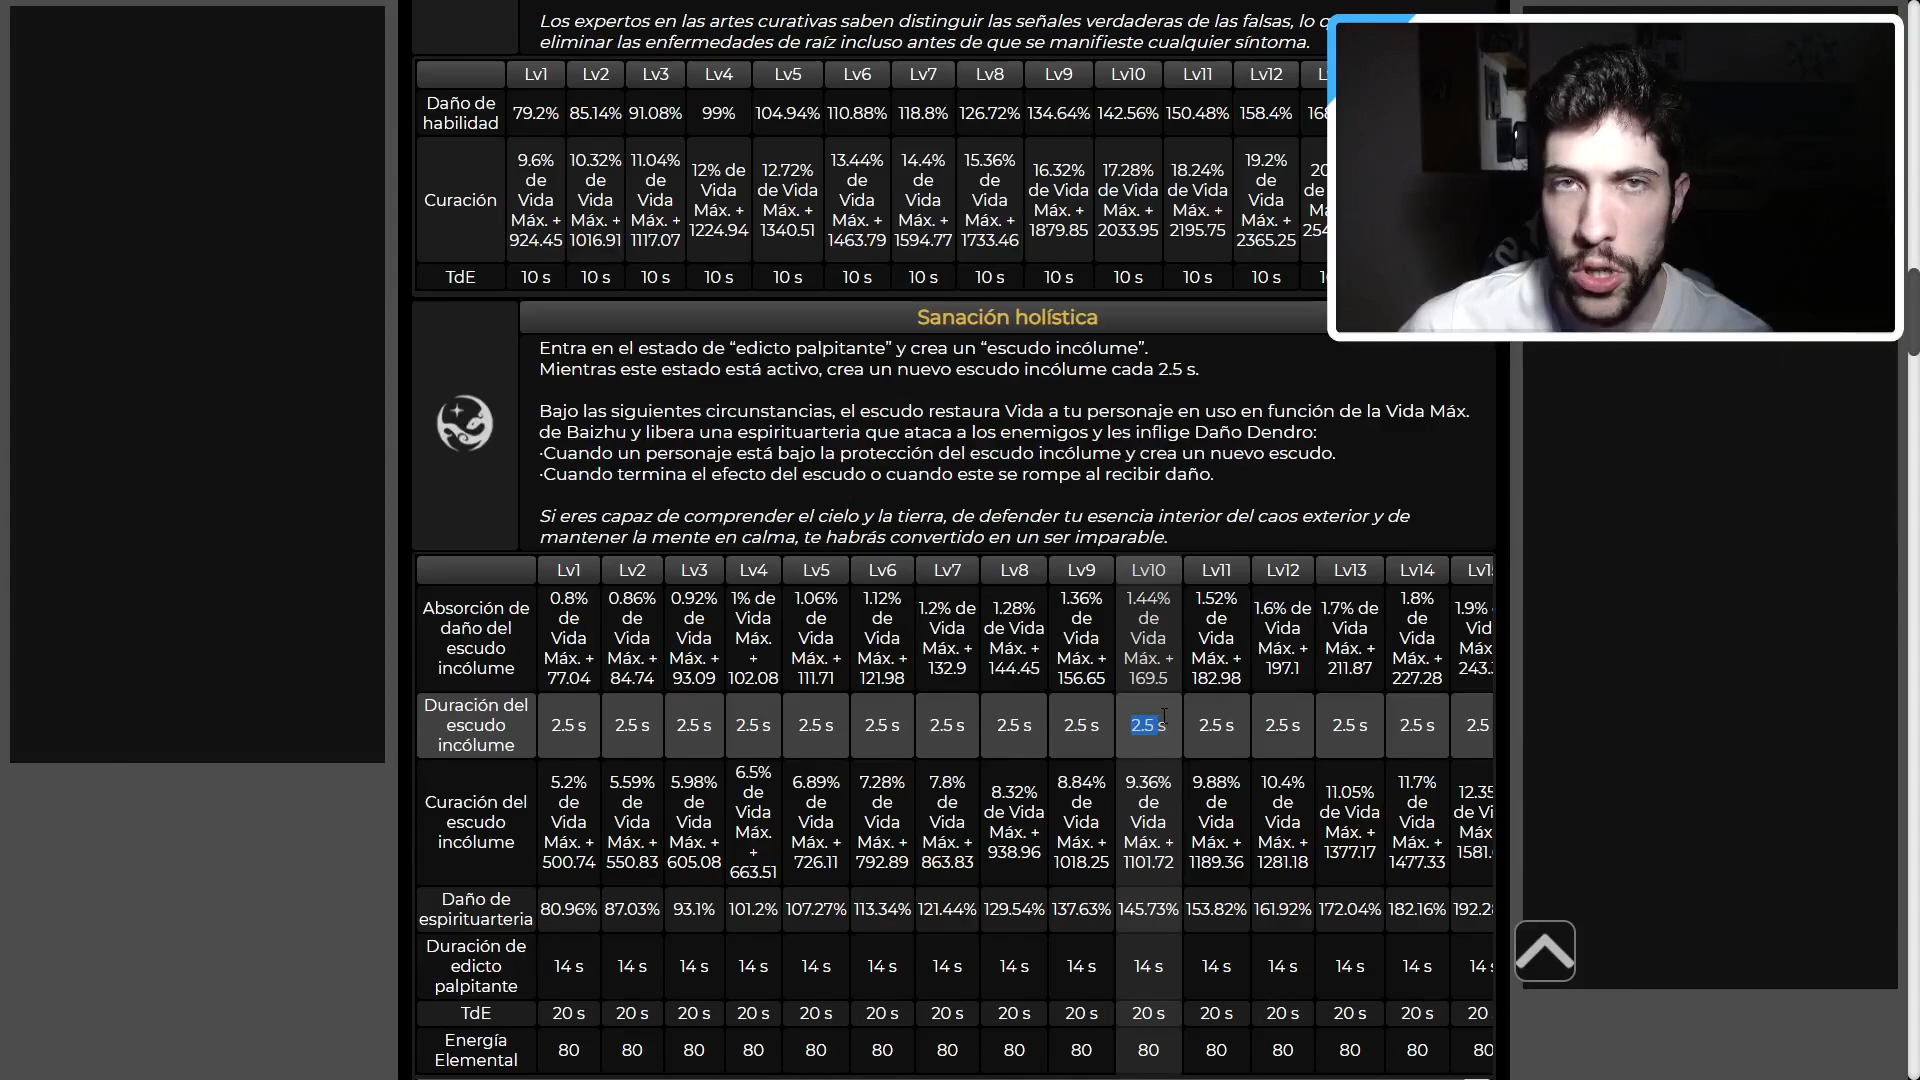 Los expertos en las artes curativas saben distinguir las señales verdaderas de las falsas, lo q
eliminar las enfermedades de raíz incluso antes de que se manifieste cualquier síntoma.
Lv1 Lv2 Lv3 Lv4 Lv5 Lv6 Lv7 Lv8 Lv9 Lv10 Lv11 Lv12
Daño de habilidad 79.2% 85.14% 91.08% 99% 104.94% 110.88% 118.8% 126.72% 134.64% 142.56% 150.48% 158.4% 168
Curación 9.6% de Vida Máx. + 924.45 10.32% de Vida Máx. + 1016.91 11.04% de Vida Máx. + 1117.07 12% de Vida Máx. + 1224.94 12.72% de Vida Máx. + 1340.51 13.44% de Vida Máx. + 1463.79 14.4% de Vida Máx. + 1594.77 15.36% de Vida Máx. + 1733.46 16.32% de Vida Máx. + 1879.85 17.28% de Vida Máx. + 2033.95 18.24% de Vida Máx. + 2195.75 19.2% de Vida Máx. + 2365.25 20 de Má 254
TdE 10 s 10 s 10 s 10 s 10 s 10 s 10 s 10 s 10 s 10 s 10 s 10 s 1
Sanación holística
Entra en el estado de “edicto palpitante” y crea un “escudo incólume”.
Mientras este estado está activo, crea un nuevo escudo incólume cada 2.5 s.
Bajo las siguientes circunstancias, el escudo restaura Vida a tu personaje en uso en función de la Vida Máx.
de Baizhu y libera una espirituarteria que ataca a los enemigos y les inflige Daño Dendro:
·Cuando un personaje está bajo la protección del escudo incólume y crea un nuevo escudo.
·Cuando termina el efecto del escudo o cuando este se rompe al recibir daño.
Si eres capaz de comprender el cielo y la tierra, de defender tu esencia interior del caos exterior y de
mantener la mente en calma, te habrás convertido en un ser imparable.
Lv1 Lv2 Lv3 Lv4 Lv5 Lv6 Lv7 Lv8 Lv9 Lv10 Lv11 Lv12 Lv13 Lv14 Lv15
Absorción de daño del escudo incólume 0.8% de Vida Máx. + 77.04 0.86% de Vida Máx. + 84.74 0.92% de Vida Máx. + 93.09 1% de Vida Máx. + 102.08 1.06% de Vida Máx. + 111.71 1.12% de Vida Máx. + 121.98 1.2% de Vida Máx. + 132.9 1.28% de Vida Máx. + 144.45 1.36% de Vida Máx. + 156.65 1.44% de Vida Máx. + 169.5 1.52% de Vida Máx. + 182.98 1.6% de Vida Máx. + 197.1 1.7% de Vida Máx. + 211.87 1.8% de Vida Máx. + 227.28 1.9% Vid Máx 243.
Duración del escudo incólume 2.5 s 2.5 s 2.5 s 2.5 s 2.5 s 2.5 s 2.5 s 2.5 s 2.5 s 2.5 s 2.5 s 2.5 s 2.5 s 2.5 s 2.5
Curación del escudo incólume 5.2% de Vida Máx. + 500.74 5.59% de Vida Máx. + 550.83 5.98% de Vida Máx. + 605.08 6.5% de Vida Máx. + 663.51 6.89% de Vida Máx. + 726.11 7.28% de Vida Máx. + 792.89 7.8% de Vida Máx. + 863.83 8.32% de Vida Máx. + 938.96 8.84% de Vida Máx. + 1018.25 9.36% de Vida Máx. + 1101.72 9.88% de Vida Máx. + 1189.36 10.4% de Vida Máx. + 1281.18 11.05% de Vida Máx. + 1377.17 11.7% de Vida Máx. + 1477.33 12.35 de Vi Máx. 1581.
Daño de espirituarteria 80.96% 87.03% 93.1% 101.2% 107.27% 113.34% 121.44% 129.54% 137.63% 145.73% 153.82% 161.92% 172.04% 182.16% 192.2
Duración de edicto palpitante 14 s 14 s 14 s 14 s 14 s 14 s 14 s 14 s 14 s 14 s 14 s 14 s 14 s 14 s 14 s
TdE 20 s 20 s 20 s 20 s 20 s 20 s 20 s 20 s 20 s 20 s 20 s 20 s 20 s 20 s 20
Energía Elemental 80 80 80 80 80 80 80 80 80 80 80 80 80 80 80